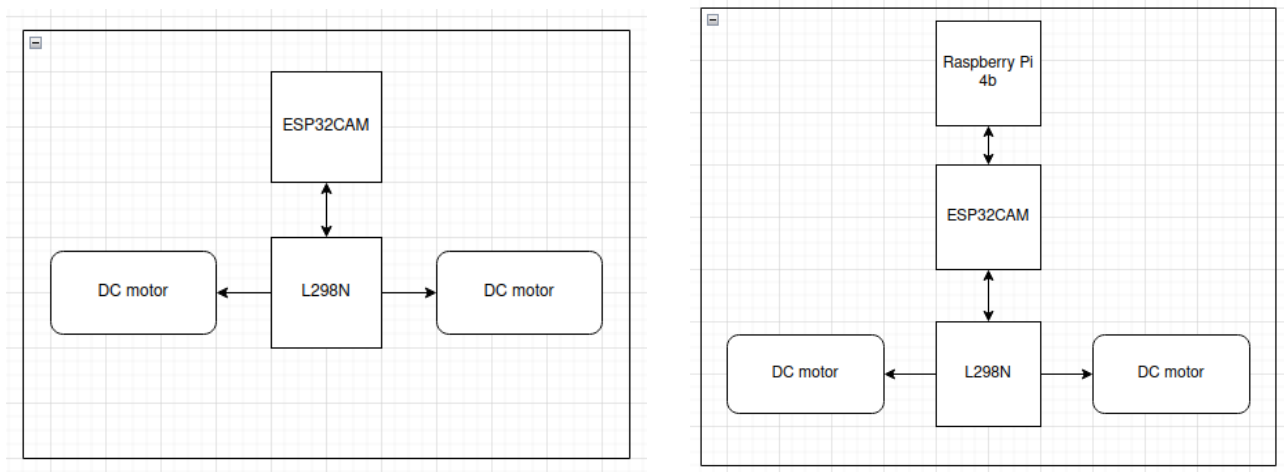 ESP32CAM
DC motor
L298N
DC motor
Raspberry Pi
4b
ESP32CAM
DC motor
L298N
DC motor